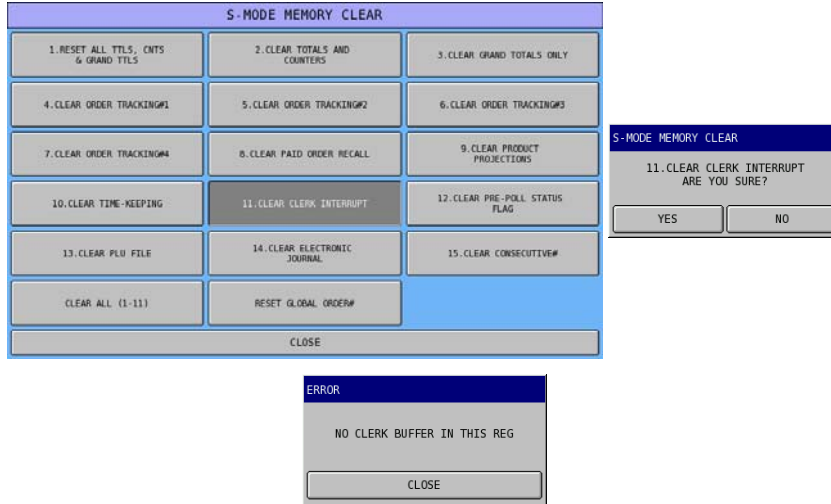 S-MODE MEMORY CLEAR
1.RESET ALL TTLS, CNTS
& GRAND TTLS
2.CLEAR TOTALS AND
COUNTERS
3.CLEAR GRAND TOTALS ONLY
4.CLEAR ORDER TRACKING#1
5.CLEAR ORDER TRACKING#2
6.CLEAR ORDER TRACKING#3
7.CLEAR ORDER TRACKING#4
8.CLEAR PAID ORDER RECALL
9.CLEAR PRODUCT
PROJECTIONS
10.CLEAR TIME-KEEPING
11.CLEAR CLERK INTERRUPT
12.CLEAR PRE-POLL STATUS
FLAG
13.CLEAR PLU FILE
14.CLEAR ELECTRONIC
JOURNAL
15.CLEAR CONSECUTIVE#
CLEAR ALL (1-11)
RESET GLOBAL ORDER#
CLOSE
S-MODE MEMORY CLEAR
11.CLEAR CLERK INTERRUPT
ARE YOU SURE?
YES
NO
ERROR
NO CLERK BUFFER IN THIS REG
CLOSE